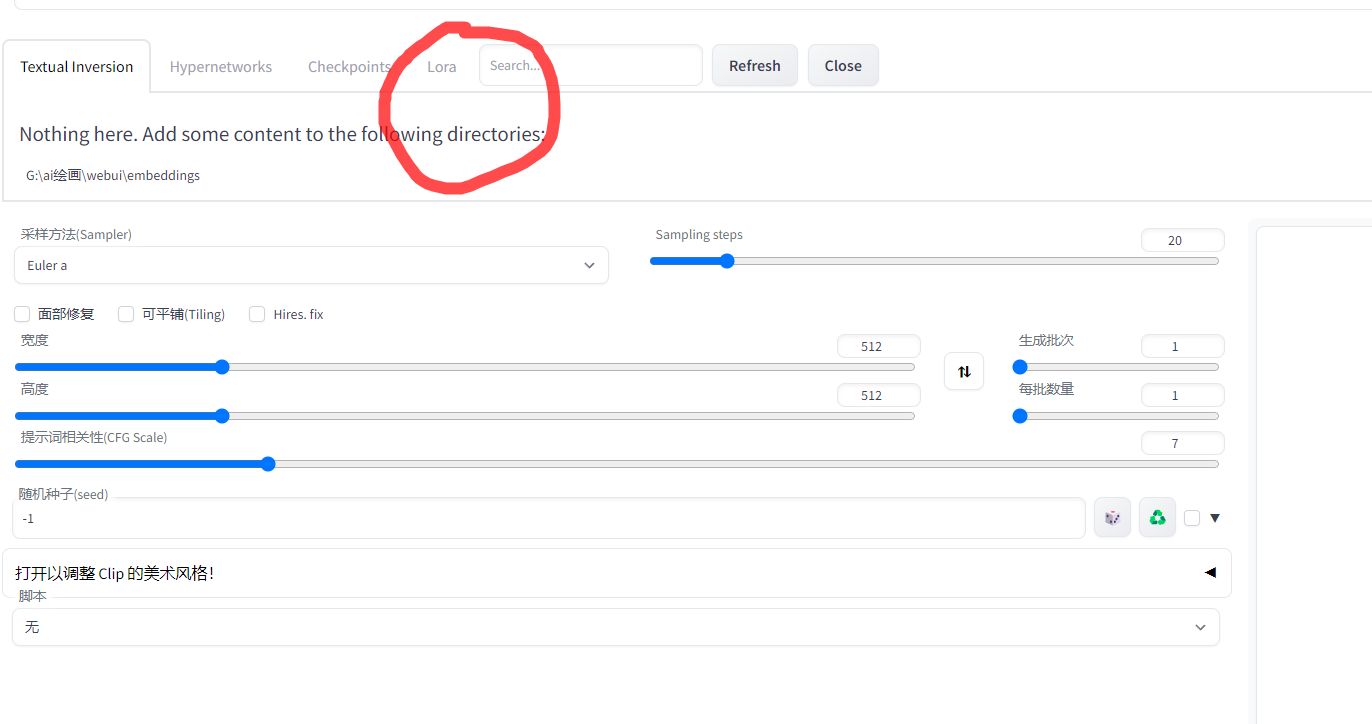 Textual Inversion Hypernetworks Checkpoints Lora Search... Refresh Close
Nothing here. Add some content to the following directories:
G:\ai绘画\webui\embeddings
采样方法(Sampler) Sampling steps 20
Euler a
面部修复 可平铺(Tiling) Hires. fix
宽度 512 生成批次 1
高度 512 每批数量 1
提示词相关性(CFG Scale) 7
随机种子(seed)
-1
打开以调整 Clip 的美术风格!
脚本
无